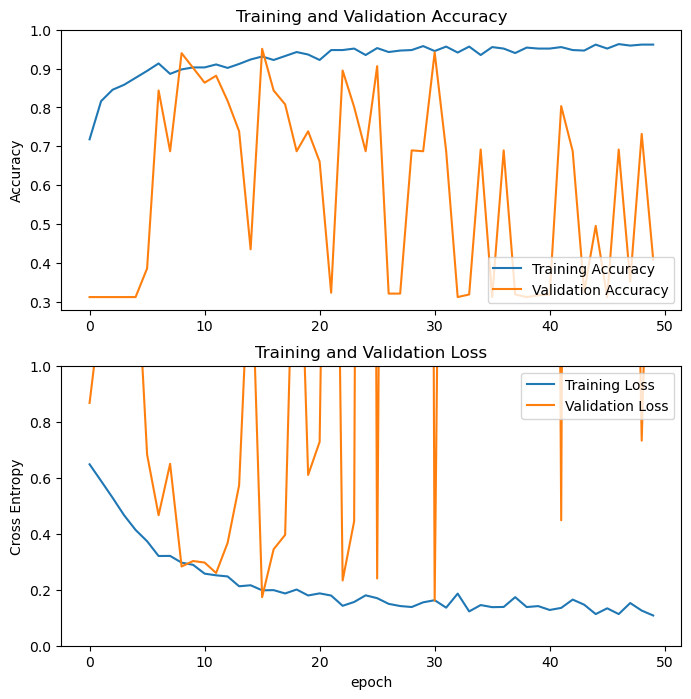 Training and Validation Accuracy
1.0
0.9
0.8
0.7
0.6
0.5
0.4
0.3
Accuracy
Training Accuracy
Validation Accuracy
0 10 20 30 40 50
Training and Validation Loss
1.0
0.8
0.6
0.4
0.2
0.0
Cross Entropy
Training Loss
Validation Loss
0 10 20 30 40 50
epoch